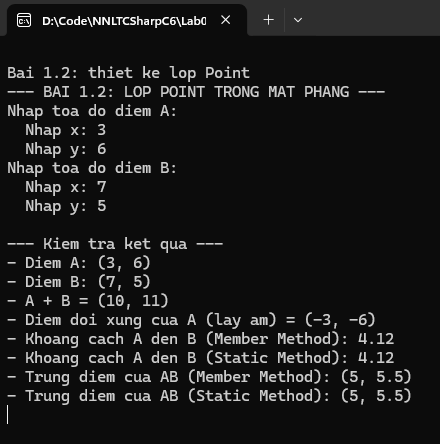 D:\Code\NNLTCSharpC6\Lab0
Bai 1.2: thiet ke lop Point
--- BAI 1.2: LOP POINT TRONG MAT PHANG ---
Nhap toa do diem A:
  Nhap x: 3
  Nhap y: 6
Nhap toa do diem B:
  Nhap x: 7
  Nhap y: 5
--- Kiem tra ket qua ---
- Diem A: (3, 6)
- Diem B: (7, 5)
- A + B = (10, 11)
- Diem doi xung cua A (lay am) = (-3, -6)
- Khoang cach A den B (Member Method): 4.12
- Khoang cach A den B (Static Method): 4.12
- Trung diem cua AB (Member Method): (5, 5.5)
- Trung diem cua AB (Static Method): (5, 5.5)